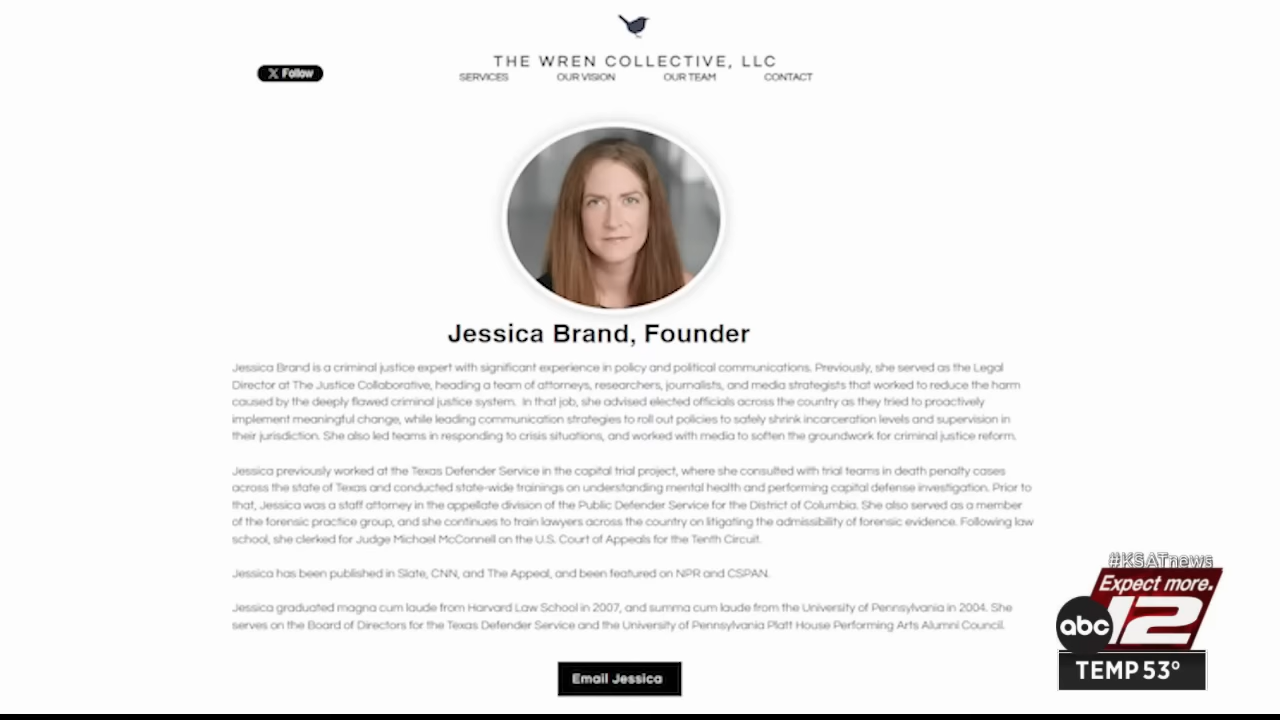 THE WREN COLLECTIVE, LLC
X Follow
SERVICES OUR VISION OUR TEAM CONTACT
Jessica Brand, Founder
Jessica Brand is a criminal justice expert with significant experience in policy and political communications. Previously, she served as the Legal
Director at The Justice Collaborative, heading a team of attorneys, researchers, journalists, and media strategists that worked to reduce the harm
caused by the deeply flawed criminal justice system. In that job, she advised elected officials across the country as they tried to proactively
implement meaningful change, while leading communication strategies to roll out policies to safely shrink incarceration levels and supervision in
their jurisdiction. She also led teams in responding to crisis situations, and worked with media to soften the groundwork for criminal justice reform.
Jessica previously worked at the Texas Defender Service in the capital trial project, where she consulted with trial teams in death penalty cases
across the state of Texas and conducted state-wide trainings on understanding mental health and performing capital defense investigation. Prior to
that, Jessica was a staff attorney in the appellate division of the Public Defender Service for the District of Columbia. She also served as a member
of the forensic practice group, and she continues to train lawyers across the country on litigating the admissibility of forensic evidence. Following law
school, she clerked for Judge Michael McConnell on the U.S. Court of Appeals for the Tenth Circuit.
Jessica has been published in Slate, CNN, and The Appeal, and been featured on NPR and CSPAN.
Jessica graduated magna cum laude from Harvard Law School in 2007, and summa cum laude from the University of Pennsylvania in 2004. She
serves on the Board of Directors for the Texas Defender Service and the University of Pennsylvania Platt House Performing Arts Alumni Council.
Email Jessica
#KSATnews
Expect more.
abc 12
TEMP 53°